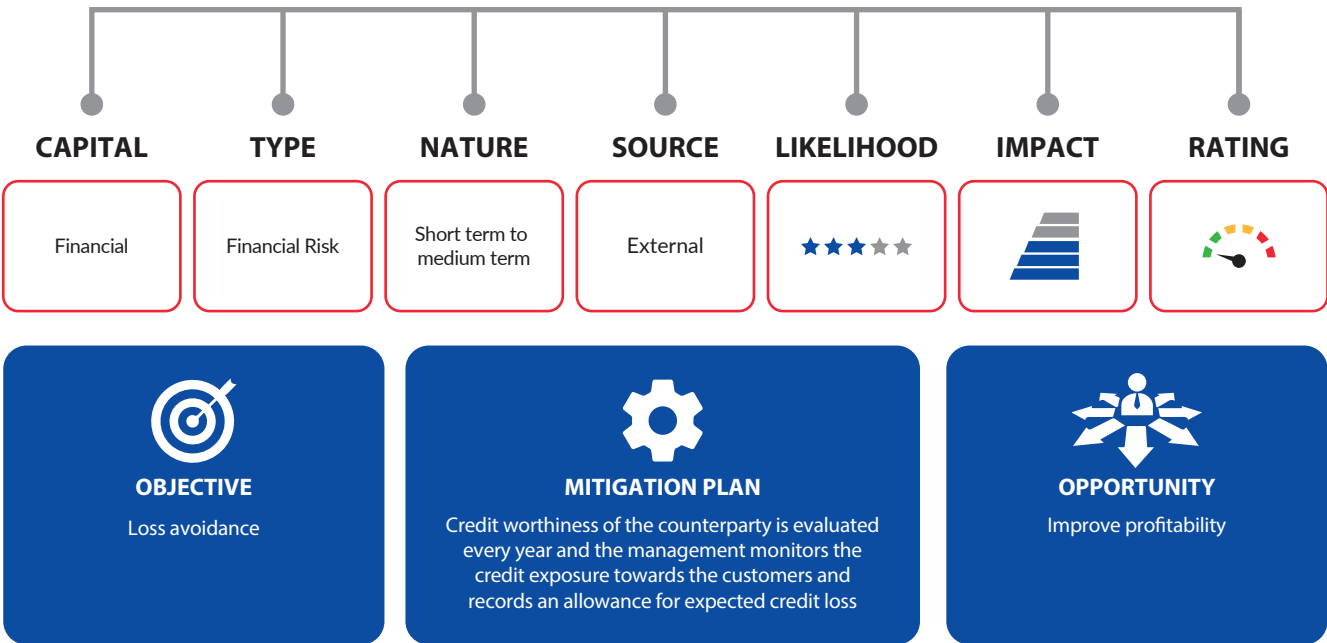 CAPITAL
TYPE
NATURE
SOURCE
LIKELIHOOD
IMPACT
RATING
Financial
Financial Risk
Short term to
medium term
External
OBJECTIVE
Loss avoidance
MITIGATION PLAN
Credit worthiness of the counterparty is evaluated
every year and the management monitors the
credit exposure towards the customers and
records an allowance for expected credit loss
OPPORTUNITY
Improve profitability